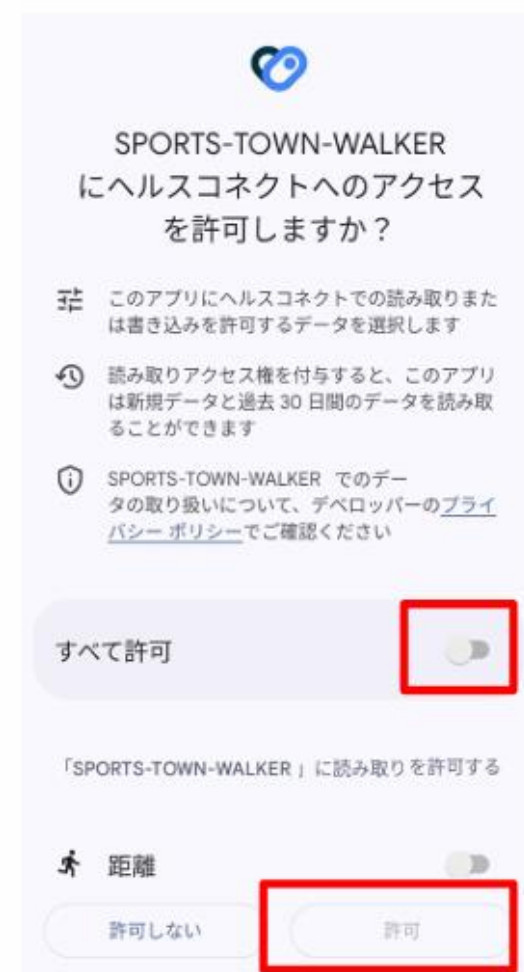 SPORTS-TOWN-WALKER
にヘルスコネクトへのアクセス
を許可しますか？
このアプリにヘルスコネクトでの読み取りまた
は書き込みを許可するデータを選択します
読み取りアクセス権を付与すると、このアプリ
は新規データと過去 30 日間のデータを読み取
ることができます
SPORTS-TOWN-WALKER でのデー
タの取り扱いについて、デベロッパーのプライ
バシー ポリシーでご確認ください
すべて許可
「SPORTS-TOWN-WALKER 」に読み取りを許可する
距離
許可しない
許可